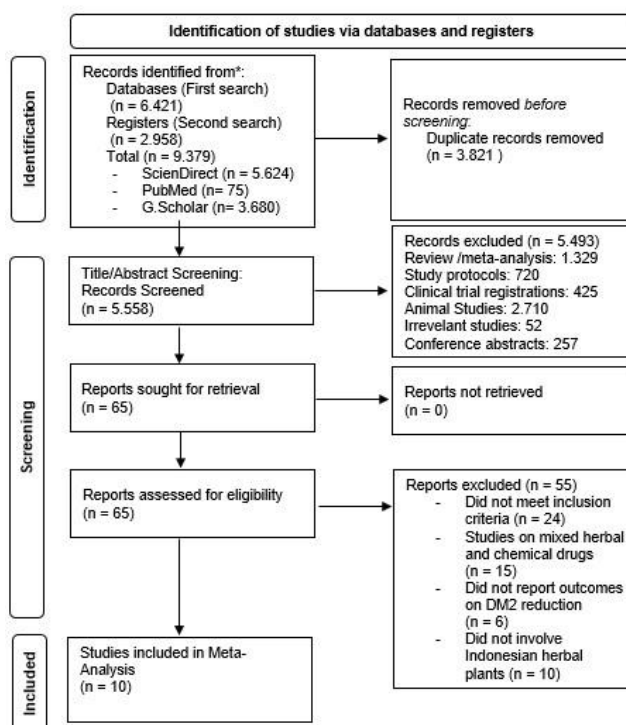 Identification of studies via databases and registers
Identification
Records identified from*:
Databases (First search)
(n = 6.421)
Registers (Second search)
(n = 2.958)
Total (n = 9.379)
- ScienDirect (n = 5.624)
- PubMed (n= 75)
- G.Scholar (n= 3.680)
Records removed before
screening:
Duplicate records removed
(n = 3.821 )
Screening
Title/Abstract Screening:
Records Screened
(n = 5.558)
Records excluded (n = 5.493)
Review /meta-analysis: 1.329
Study protocols: 720
Clinical trial registrations: 425
Animal Studies: 2.710
Irrevelant studies: 52
Conference abstracts: 257
Reports sought for retrieval
(n = 65)
Reports not retrieved
(n = 0)
Reports assessed for eligibility
(n = 65)
Reports excluded (n = 55)
- Did not meet inclusion
criteria (n = 24)
- Studies on mixed herbal
and chemical drugs
(n = 15)
- Did not report outcomes
on DM2 reduction
(n = 6)
- Did not involve
Indonesian herbal
plants (n = 10)
Included
Studies included in Meta-
Analysis
(n = 10)